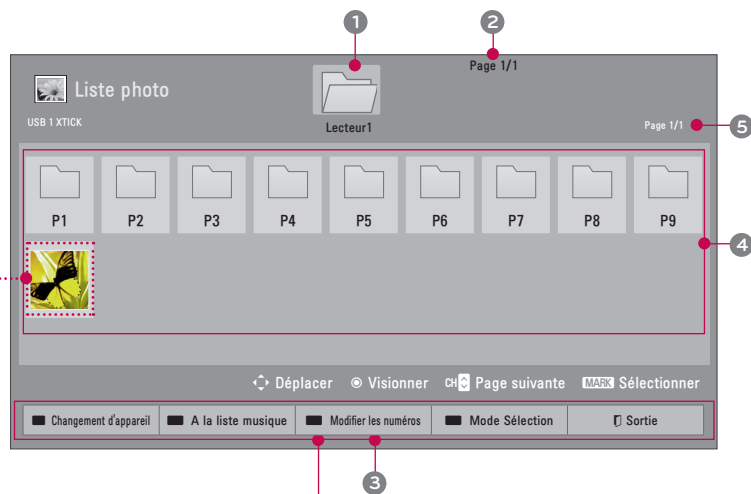 1
2
Page 1/1
Liste photo
Lecteur1
USB 1 XTICK
Page 1/1
5
P1 P2 P3 P4 P5 P6 P7 P8 P9
4
Déplacer Visionner CH Page suivante MARK Sélectionner
Changement d'appareil A la liste musique Modifier les numéros Mode Sélection Sortie
3